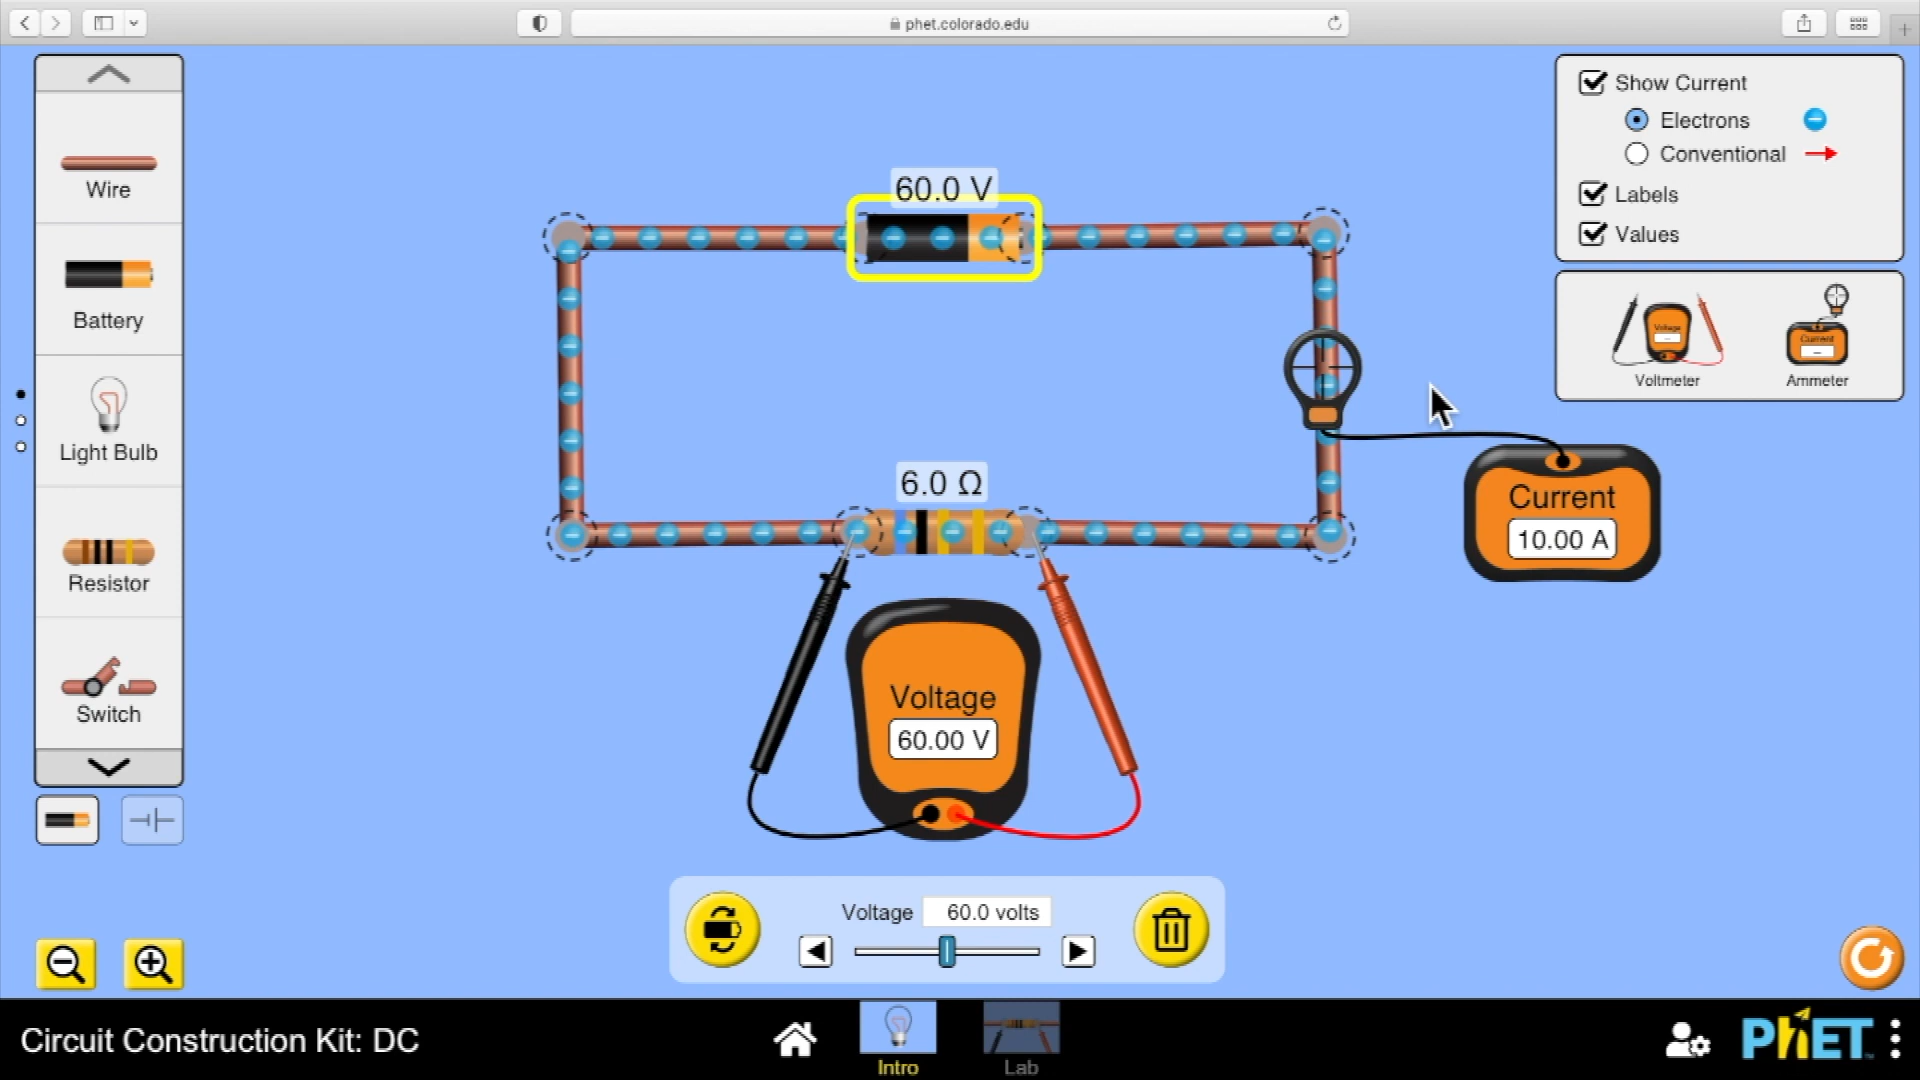 phet.colorado.edu
Wire
Battery
Light Bulb
Resistor
Switch
60.0 V
6.0 Ω
Show Current
Electrons
Conventional
Labels
Values
Voltage
Voltmeter
Current
Ammeter
Current
10.00 A
Voltage
60.00 V
Voltage 60.0 volts
Circuit Construction Kit: DC
Intro
Lab
PhET